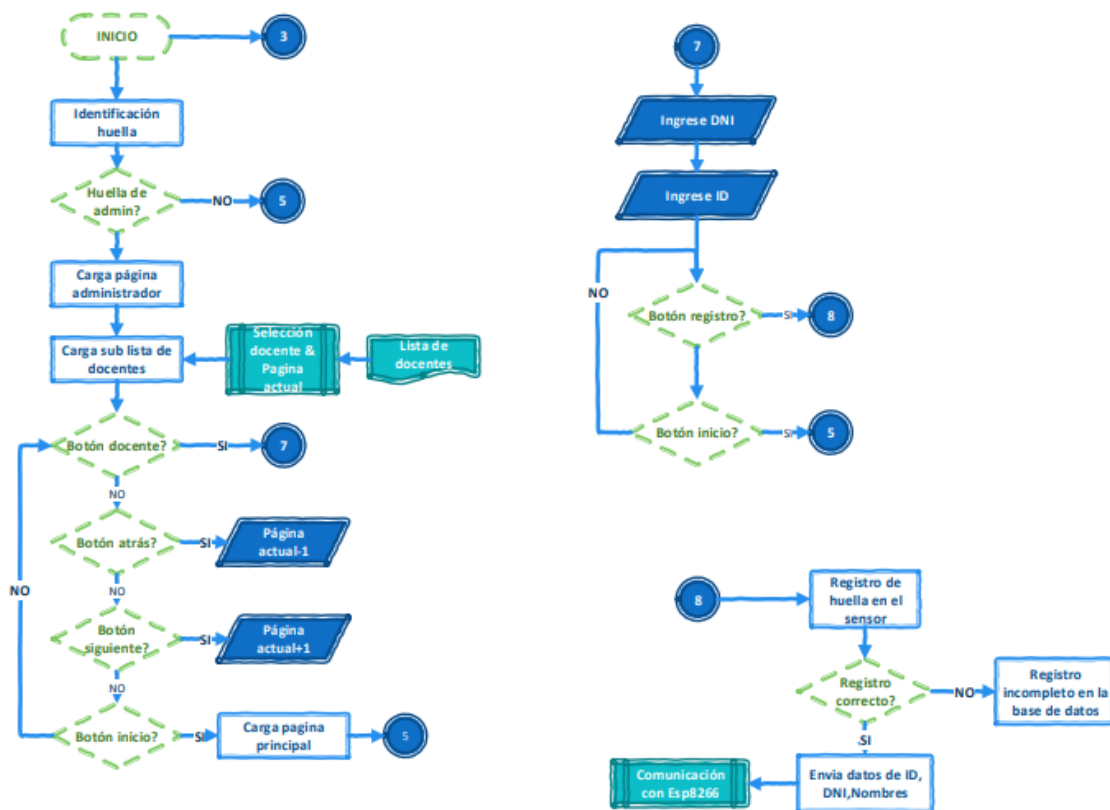 INICIO
3
Identificación
huella
Huella de
admin?
NO
5
Carga página
administrador
Carga sub lista de
docentes
Selección
docente &
Pagina
actual
Lista de
docentes
Botón docente?
SI
7
NO
Botón atrás?
SI
Página
actual-1
NO
NO
Botón
siguiente?
SI
Página
actual+1
NO
Botón inicio?
SI
Carga pagina
principal
5
7
Ingrese DNI
Ingrese ID
NO
Botón registro?
SI
8
Botón inicio?
SI
5
8
Registro de
huella en el
sensor
Registro
correcto?
NO
Registro
incompleto en la
base de datos
SI
Envia datos de ID,
DNI,Nombres
Comunicación
con Esp8266